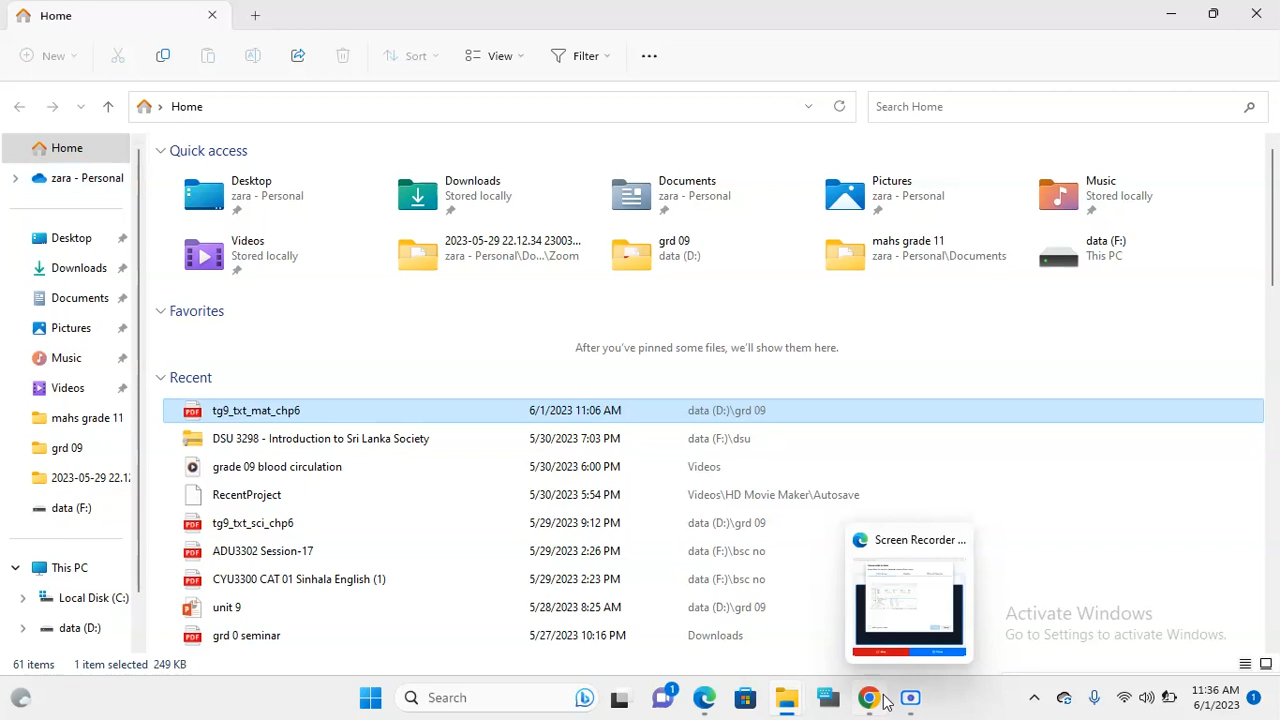 Home
New
Sort
View
Filter
Home
Search Home
Home
zara - Personal
Desktop
Downloads
Documents
Pictures
Music
Videos
mahs grade 11
grd 09
2023-05-29 22.12
data (F:)
This PC
Local Disk (C:)
data (D:)
Quick access
Desktop
zara - Personal
Downloads
Stored locally
Documents
zara - Personal
Pictures
zara - Personal
Music
Stored locally
Videos
Stored locally
2023-05-29 22.12.34 23003...
zara - Personal\Do...\Zoom
grd 09
data (D:)
mahs grade 11
zara - Personal\Documents
data (F:)
This PC
Favorites
After you've pinned some files, we'll show them here.
Recent
tg9_txt_mat_chp6 6/1/2023 11:06 AM data (D:)\grd 09
DSU 3298 - Introduction to Sri Lanka Society 5/30/2023 7:03 PM data (F:)\dsu
grade 09 blood circulation 5/30/2023 6:00 PM Videos
RecentProject 5/30/2023 5:54 PM Videos\HD Movie Maker\Autosave
tg9_txt_sci_chp6 5/29/2023 9:12 PM data (D:)\grd 09
ADU3302 Session-17 5/29/2023 2:26 PM data (F:)\bsc no
CYU3300 CAT 01 Sinhala English (1) 5/29/2023 2:23 PM data (F:)\bsc no
unit 9 5/28/2023 8:25 AM data (D:)\grd 09
grd 0 seminar 5/27/2023 10:16 PM Downloads
Screen Recorder ...
Activate Windows
Go to Settings to activate Windows.
61 items 1 item selected 249 KB
Search
1
11:36 AM
6/1/2023
1